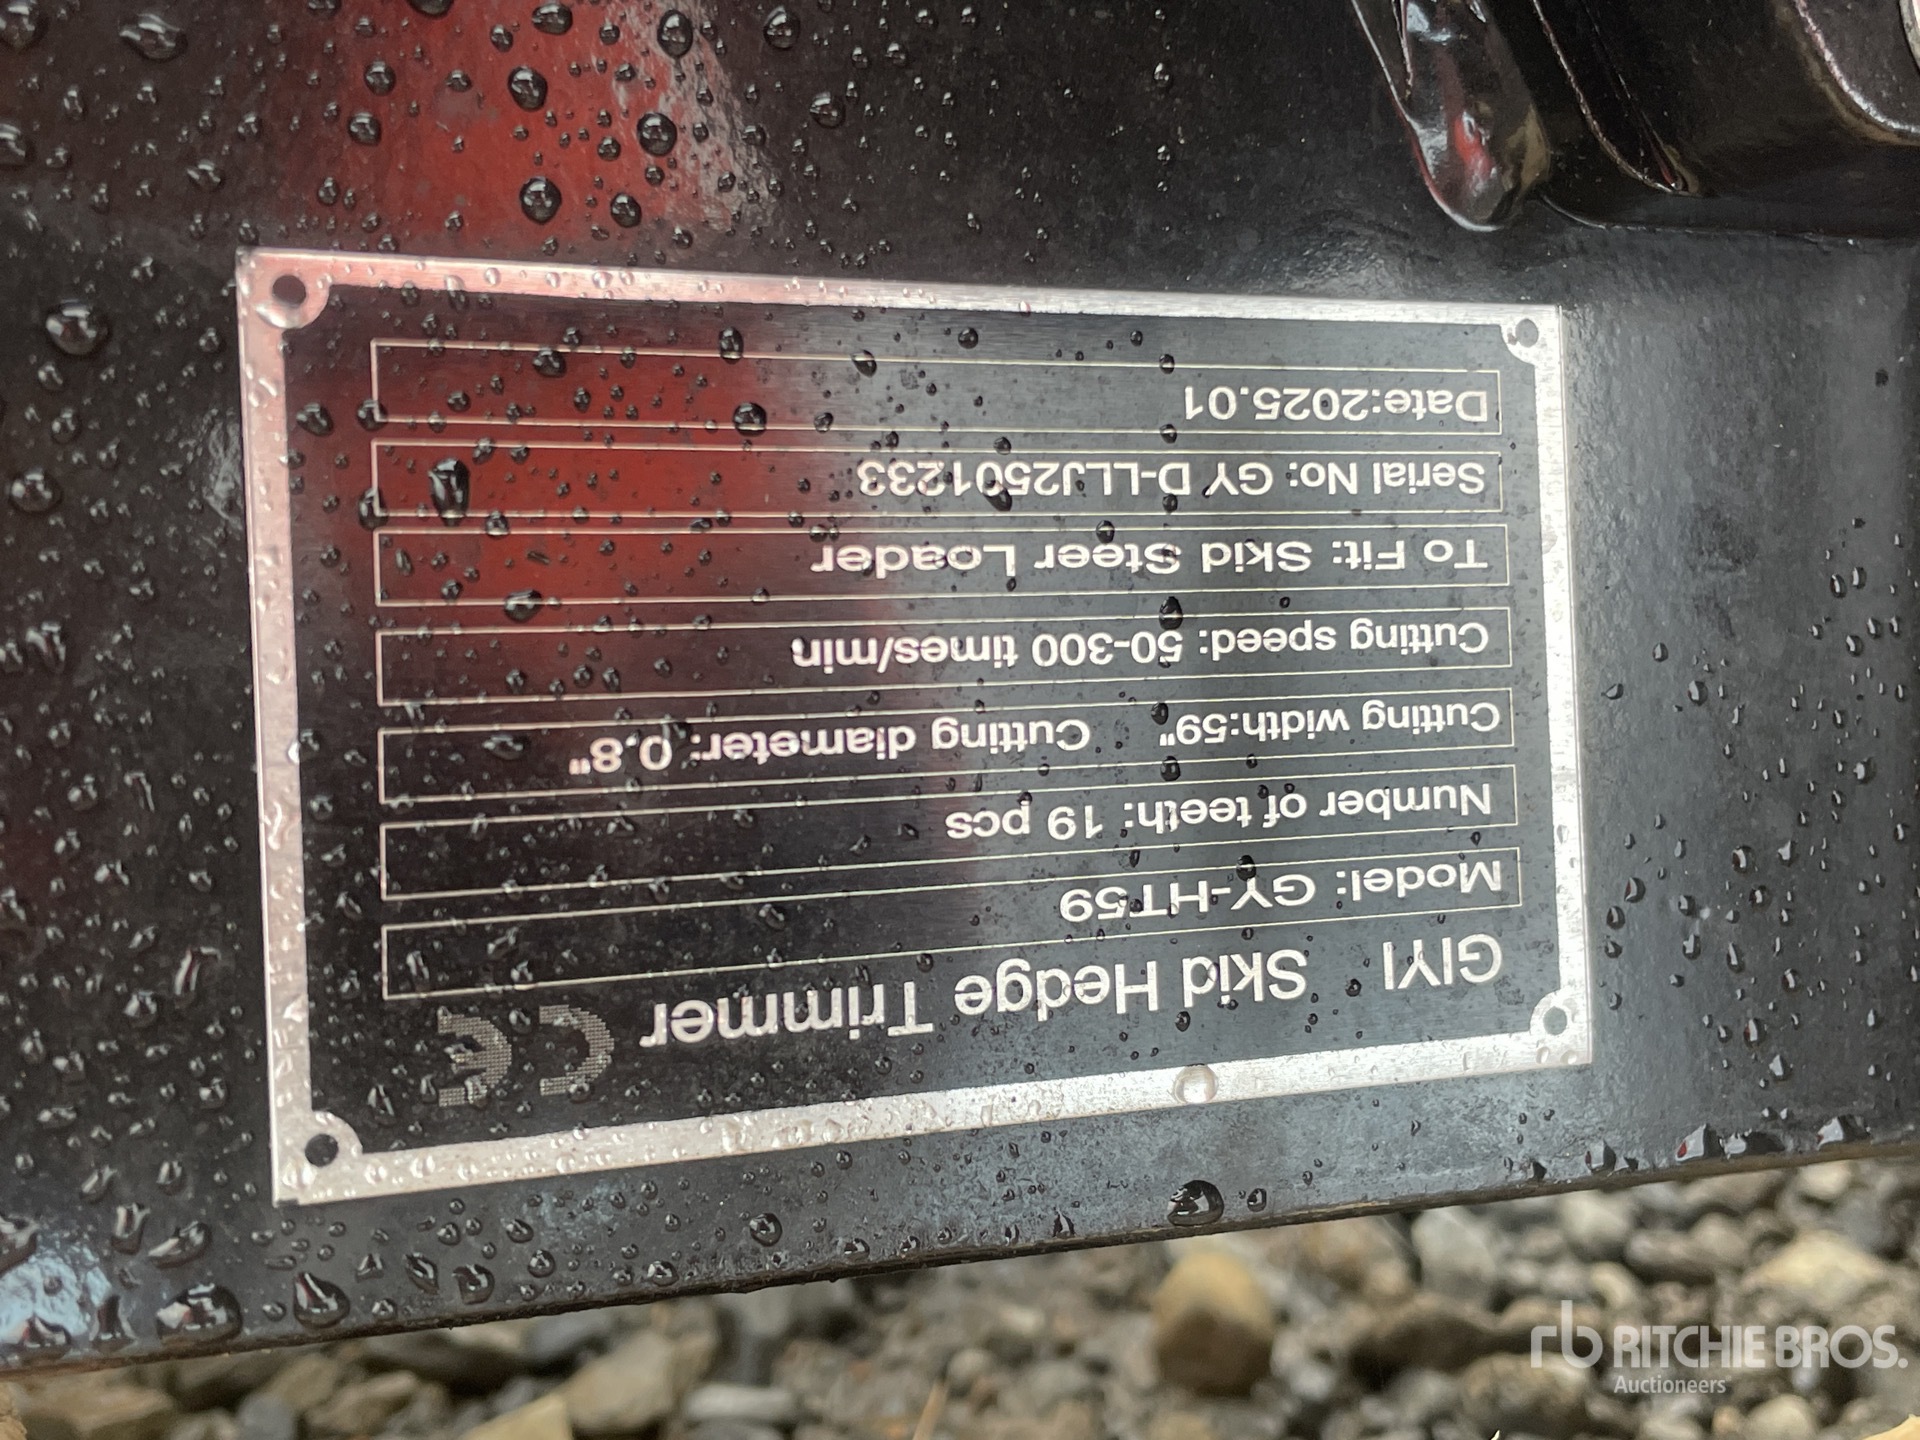 GIYI Skid Hedge Trimmer CE
Model: GY-HT59
Number of teeth: 19 pcs
Cutting width:59" Cutting diameter: 0.8"
Cutting speed: 50-300 times/min
To Fit: Skid Steer Loader
Serial No: GY D-LLJ2501233
Date:2025.01
rb RITCHIE BROS.
Auctioneers